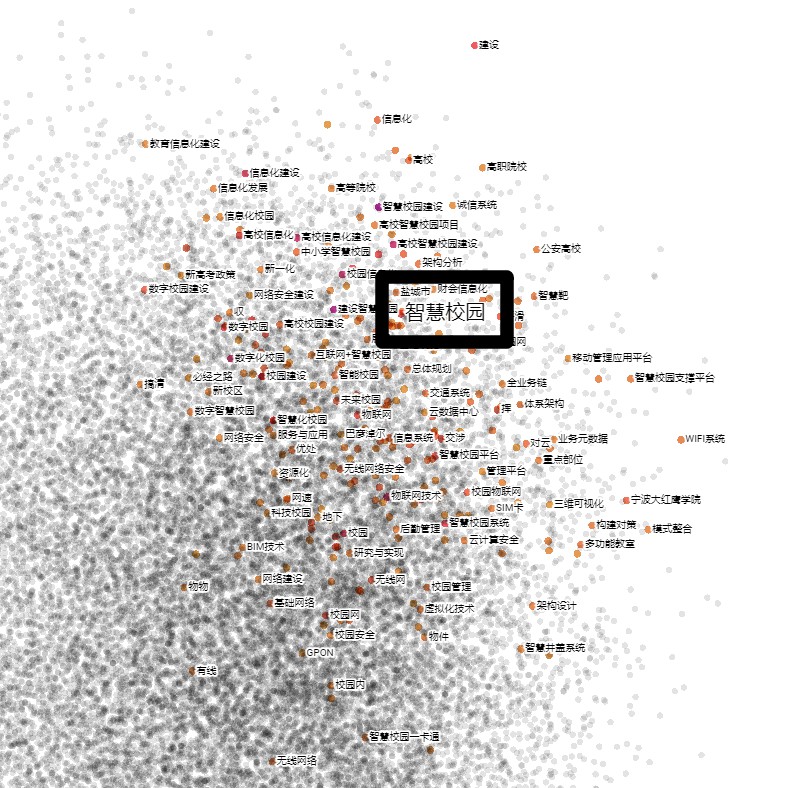 建设
信息化
教育信息化建设
高校
高职院校
信息化建设
信息化发展
高等院校
智慧校园建设
诚信系统
信息化校园
高校智慧校园项目
高校信息化
高校信息化建设
高校智慧校园建设
中小学智慧校园
公安高校
架构分析
新一化
新高考政策
校园信
数字校园建设
网络安全建设
盐城市
财会信息化
智慧靶
建设智慧
智慧校园
数字校园
高校校园建设
数字化校园
互联网+智慧校园
移动管理应用平台
必经之路
校园建设
智能校园
总体规划
智慧校园支撑平台
搞清
新校区
全业务链
未来校园
交通系统
数字智慧校园
物联网
云数据中心
挥
体系架构
智慧化校园
网络安全
服务与应用
巴萝淖尔
信息系统
交涉
对云
业务元数据
WIFI系统
优处
智慧校园平台
重点部位
资源化
无线网络安全
管理平台
网速
物联网技术
校园物联网
宁波大红鹰学院
科技校园
地下
SIM卡
三维可视化
校园
后勤管理
智慧校园系统
构建对策
模式整合
BIM技术
研究与实现
云计算安全
多功能教室
物物
网络建设
无线网
校园管理
基础网络
校园网
虚拟化技术
架构设计
校园安全
物件
GPON
智慧井盖系统
有线
校园内
智慧校园一卡通
无线网络